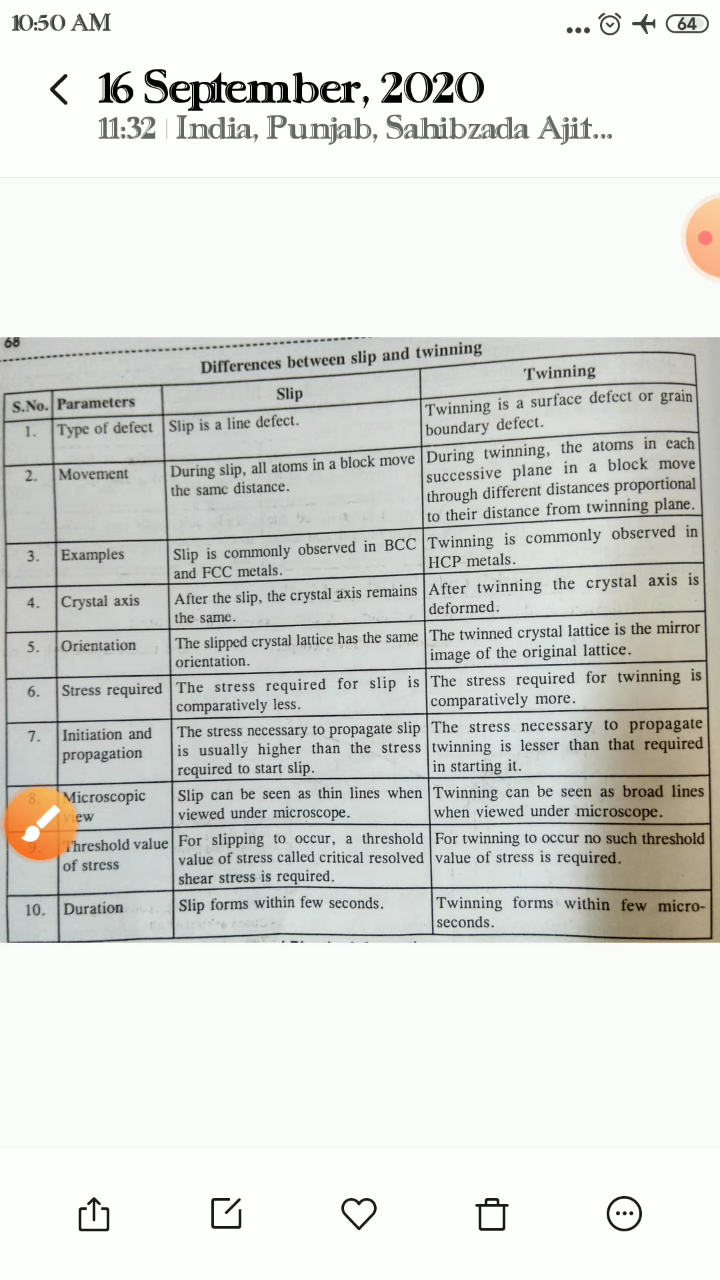 10:50 AM
64
16 September, 2020
11:32 | India, Punjab, Sahibzada Ajit...
68
Differences between slip and twinning
S.No. Parameters Slip Twinning
1. Type of defect Slip is a line defect. Twinning is a surface defect or grain
boundary defect.
2. Movement During slip, all atoms in a block move
the same distance.
During twinning, the atoms in each
successive plane in a block move
through different distances proportional
to their distance from twinning plane.
3. Examples Slip is commonly observed in BCC
and FCC metals.
Twinning is commonly observed in
HCP metals.
4. Crystal axis After the slip, the crystal axis remains
the same.
After twinning the crystal axis is
deformed.
5. Orientation The slipped crystal lattice has the same
orientation.
The twinned crystal lattice is the mirror
image of the original lattice.
6. Stress required The stress required for slip is
comparatively less.
The stress required for twinning is
comparatively more.
7. Initiation and
propagation
The stress necessary to propagate slip
is usually higher than the stress
required to start slip.
The stress necessary to propagate
twinning is lesser than that required
in starting it.
8. Microscopic
view
Slip can be seen as thin lines when
viewed under microscope.
Twinning can be seen as broad lines
when viewed under microscope.
9. Threshold value
of stress
For slipping to occur, a threshold
value of stress called critical resolved
shear stress is required.
For twinning to occur no such threshold
value of stress is required.
10. Duration Slip forms within few seconds. Twinning forms within few micro-
seconds.